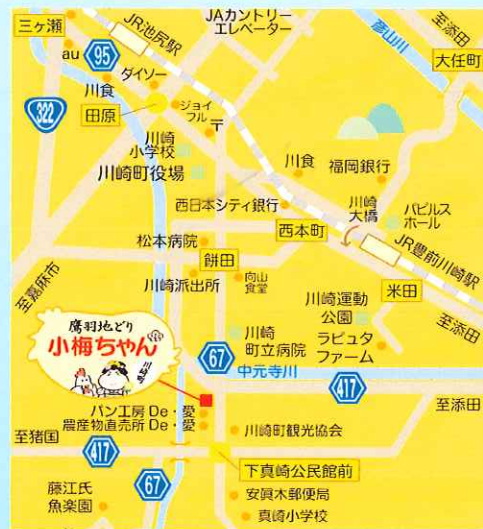 三ヶ瀬
JR池尻駅
JAカントリー
エレベーター
彦山川
至添田
大任町
au
95
ダイソー
川食
322
田原
ジョイ
フル
〒
川崎
小学校
川崎町役場
川食
福岡銀行
西日本シティ銀行
川崎
大橋
パピルス
ホール
西本町
JR豊前川崎駅
松本病院
餅田
川崎派出所
向山
食堂
米田
至嘉麻市
川崎運動
公園
至添田
鷹羽地どり
小梅ちゃん
川崎
町立病院
ラピュタ
ファーム
67
中元寺川
417
パン工房 De・愛
農産物直売所 De・愛
至添田
至猪国
川崎町観光協会
417
下真崎公民館前
67
藤江氏
魚楽園
安眞木郵便局
真崎小学校